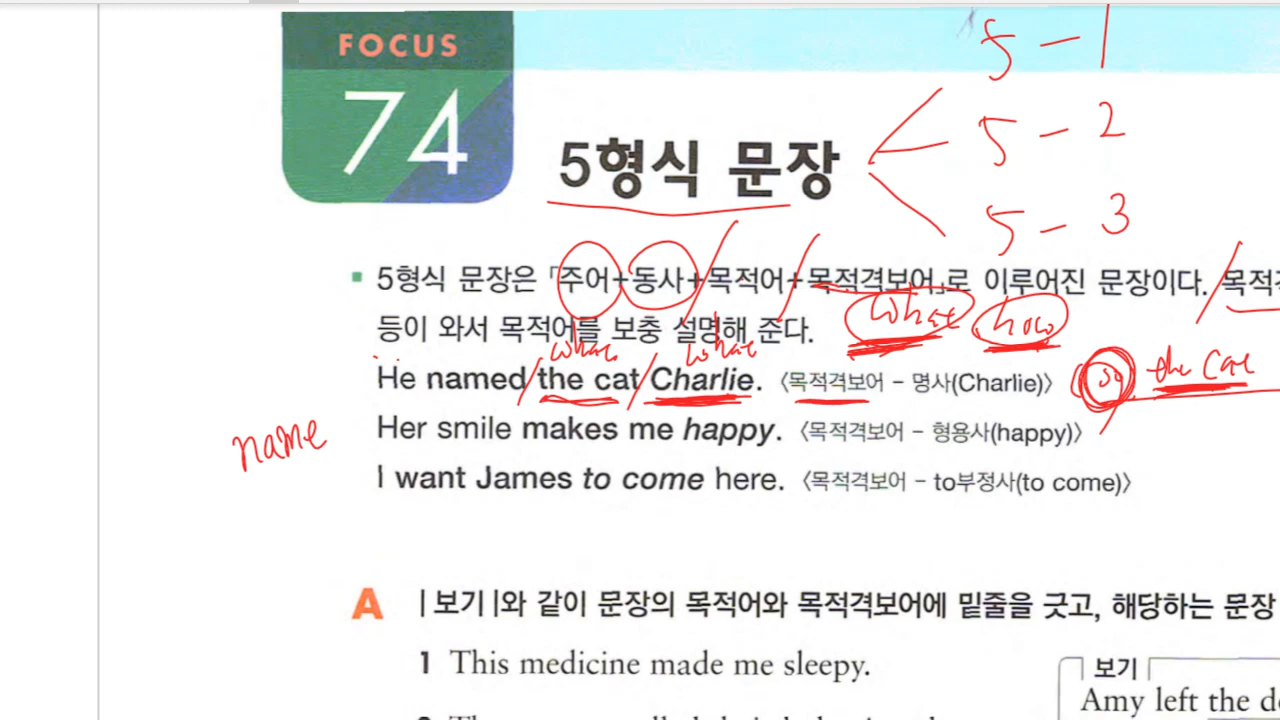 FOCUS
74
5 - 1
5 - 2
5 - 3
5형식 문장
5형식 문장은 「주어+동사+목적어+목적격보어」로 이루어진 문장이다. 목적
등이 와서 목적어를 보충 설명해 준다.
what how
what what
He named the cat Charlie. 〈목적격보어 – 명사(Charlie)〉
the cat
Her smile makes me happy. 〈목적격보어 – 형용사(happy)〉
name
I want James to come here. 〈목적격보어 – to부정사(to come)〉
A |보기|와 같이 문장의 목적어와 목적격보어에 밑줄을 긋고, 해당하는 문장
1 This medicine made me sleepy.
보기
Amy left the